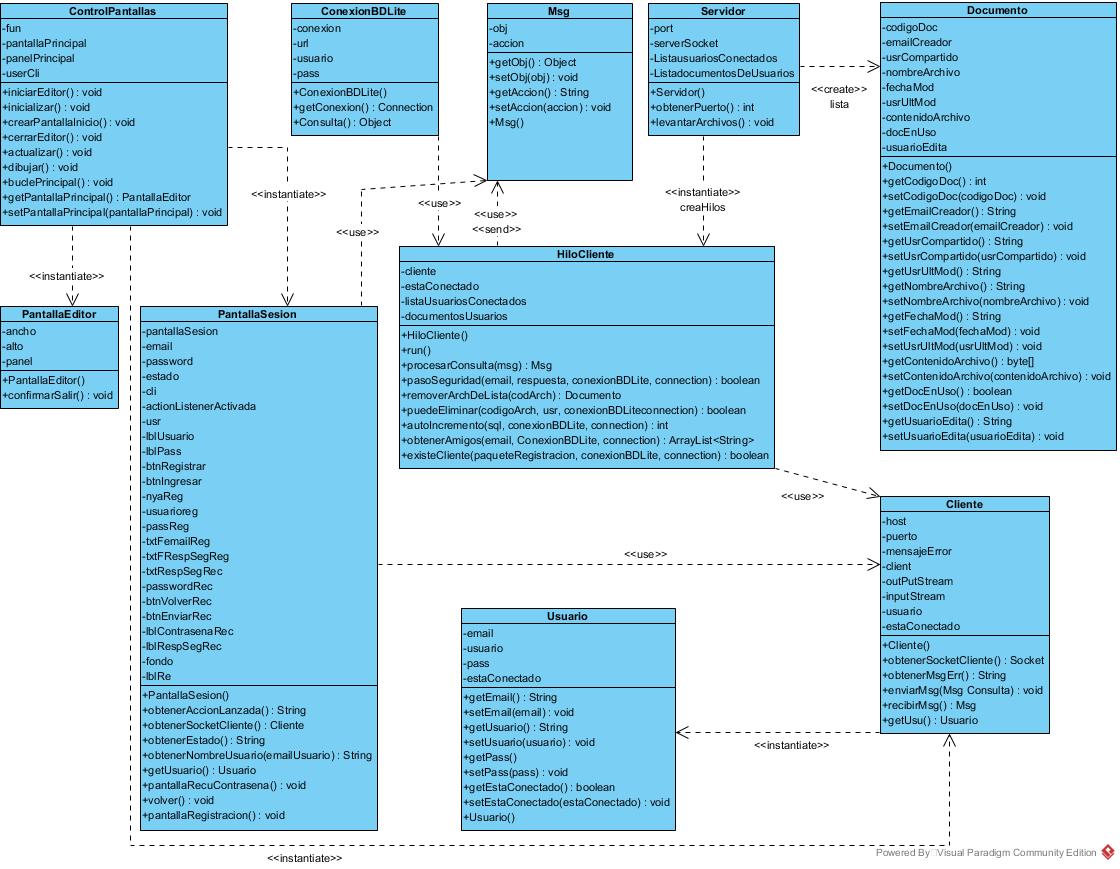 ControlPantallas
-fun
-pantallaPrincipal
-panelPrincipal
-userCli
+iniciarEditor() : void
+inicializar() : void
+crearPantallaInicio() : void
+cerrarEditor() : void
+actualizar() : void
+dibujar() : void
+buclePrincipal() : void
+getPantallaPrincipal() : PantallaEditor
+setPantallaPrincipal(pantallaPrincipal) : void
ConexionBDLite
-conexion
-url
-usuario
-pass
+ConexionBDLite()
+getConexion() : Connection
+Consulta() : Object
Msg
-obj
-accion
+getObj() : Object
+setObj(obj) : void
+getAccion() : String
+setAccion(accion) : void
+Msg()
Servidor
-port
-serverSocket
-ListausuariosConectados
-ListadocumentosDeUsuarios
+Servidor()
+obtenerPuerto() : int
+levantarArchivos() : void
<<create>>
lista
Documento
-codigoDoc
-emailCreador
-usrCompartido
-nombreArchivo
-fechaMod
-usrUltMod
-contenidoArchivo
-docEnUso
-usuarioEdita
+Documento()
+getCodigoDoc() : int
+setCodigoDoc(codigoDoc) : void
+getEmailCreador() : String
+setEmailCreador(emailCreador) : void
+getUsrCompartido() : String
+setUsrCompartido(usrCompartido) : void
+getUsrUltMod() : String
+getNombreArchivo() : String
+setNombreArchivo(nombreArchivo) : void
+getFechaMod() : String
+setFechaMod(fechaMod) : void
+setUsrUltMod(usrUltMod) : void
+getContenidoArchivo() : byte[]
+setContenidoArchivo(contenidoArchivo) : void
+getDocEnUso() : boolean
+setDocEnUso(docEnUso) : void
+getUsuarioEdita() : String
+setUsuarioEdita(usuarioEdita) : void
<<instantiate>>
<<use>>
<<use>>
<<use>>
<<send>>
<<instantiate>>
creaHilos
<<instantiate>>
PantallaEditor
-ancho
-alto
-panel
+PantallaEditor()
+confirmarSalir() : void
PantallaSesion
-pantallaSesion
-email
-password
-estado
-cli
-actionListenerActivada
-usr
-lblUsuario
-lblPass
-btnRegistrar
-btnIngresar
-nyaReg
-usuarioreg
-passReg
-txtFemailReg
-txtFRespSegReg
-txtRespSegRec
-passwordRec
-btnVolverRec
-btnEnviarRec
-lblContrasenaRec
-lblRespSegRec
-fondo
-lblRe
+PantallaSesion()
+obtenerAccionLanzada() : String
+obtenerSocketCliente() : Cliente
+obtenerEstado() : String
+obtenerNombreUsuario(emailUsuario) : String
+getUsuario() : Usuario
+pantallaRecuContrasena() : void
+volver() : void
+pantallaRegistracion() : void
HiloCliente
-cliente
-estaConectado
-listaUsuariosConectados
-documentosUsuarios
+HiloCliente()
+run()
+procesarConsulta(msg) : Msg
+pasoSeguridad(email, respuesta, conexionBDLite, connection) : boolean
+removerArchDeLista(codArch) : Documento
+puedeEliminar(codigoArch, usr, conexionBDLiteconnection) : boolean
+autoIncremento(sql, conexionBDLite, connection) : int
+obtenerAmigos(email, ConexionBDLite, connection) : ArrayList<String>
+existeCliente(paqueteRegistracion, conexionBDLite, connection) : boolean
<<use>>
<<use>>
Cliente
-host
-puerto
-mensajeError
-client
-outPutStream
-inputStream
-usuario
-estaConectado
+Cliente()
+obtenerSocketCliente() : Socket
+obtenerMsgErr() : String
+enviarMsg(Msg Consulta) : void
+recibirMsg() : Msg
+getUsu() : Usuario
Usuario
-email
-usuario
-pass
-estaConectado
+getEmail() : String
+setEmail(email) : void
+getUsuario() : String
+setUsuario(usuario) : void
+getPass()
+setPass(pass) : void
+getEstaConectado() : boolean
+setEstaConectado(estaConectado) : void
+Usuario()
<<instantiate>>
<<instantiate>>
Powered By Visual Paradigm Community Edition